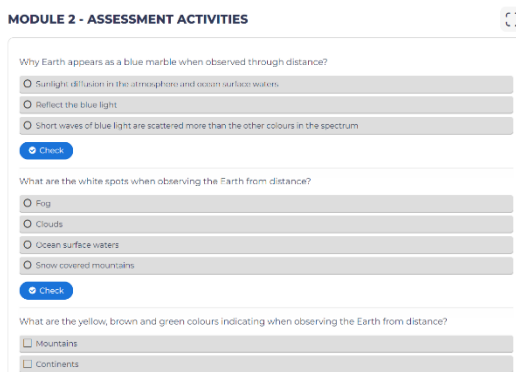 MODULE 2 - ASSESSMENT ACTIVITIES
Why Earth appears as a blue marble when observed through distance?
Sunlight diffusion in the atmosphere and ocean surface waters
Reflect the blue light
Short waves of blue light are scattered more than the other colours in the spectrum
Check
What are the white spots when observing the Earth from distance?
Fog
Clouds
Ocean surface waters
Snow covered mountains
Check
What are the yellow, brown and green colours indicating when observing the Earth from distance?
Mountains
Continents